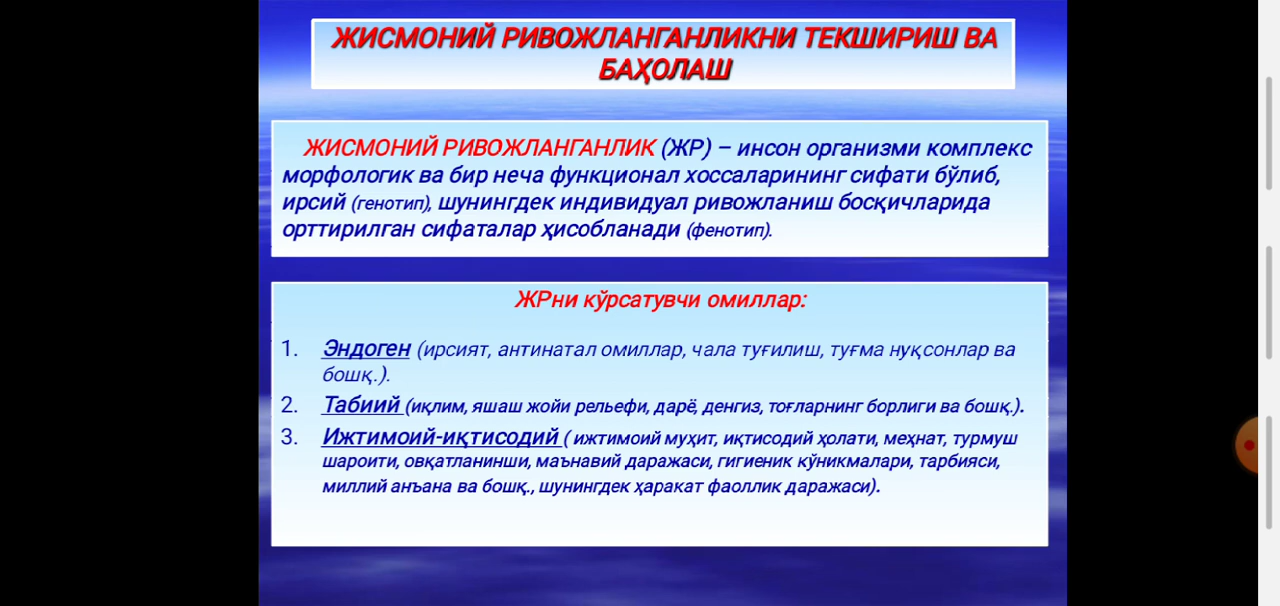 ЖИСМОНИЙ РИВОЖЛАНГАНЛИКНИ ТЕКШИРИШ ВА
БАҲОЛАШ
ЖИСМОНИЙ РИВОЖЛАНГАНЛИК (ЖР) – инсон организми комплекс
морфологик ва бир неча функционал хоссаларининг сифати бўлиб,
ирсий (генотип), шунингдек индивидуал ривожланиш босқичларида
орттирилган сифаталар ҳисобланади (фенотип).
ЖРни кўрсатувчи омиллар:
1. Эндоген (ирсият, антинатал омиллар, чала туғилиш, туғма нуқсонлар ва
бошқ.).
2. Табиий (иқлим, яшаш жойи рельефи, дарё, денгиз, тоғларнинг борлиги ва бошқ.).
3. Ижтимоий-иқтисодий ( ижтимоий муҳит, иқтисодий ҳолати, меҳнат, турмуш
шароити, овқатланинши, маънавий даражаси, гигиеник кўникмалари, тарбияси,
миллий анъана ва бошқ., шунингдек ҳаракат фаоллик даражаси).